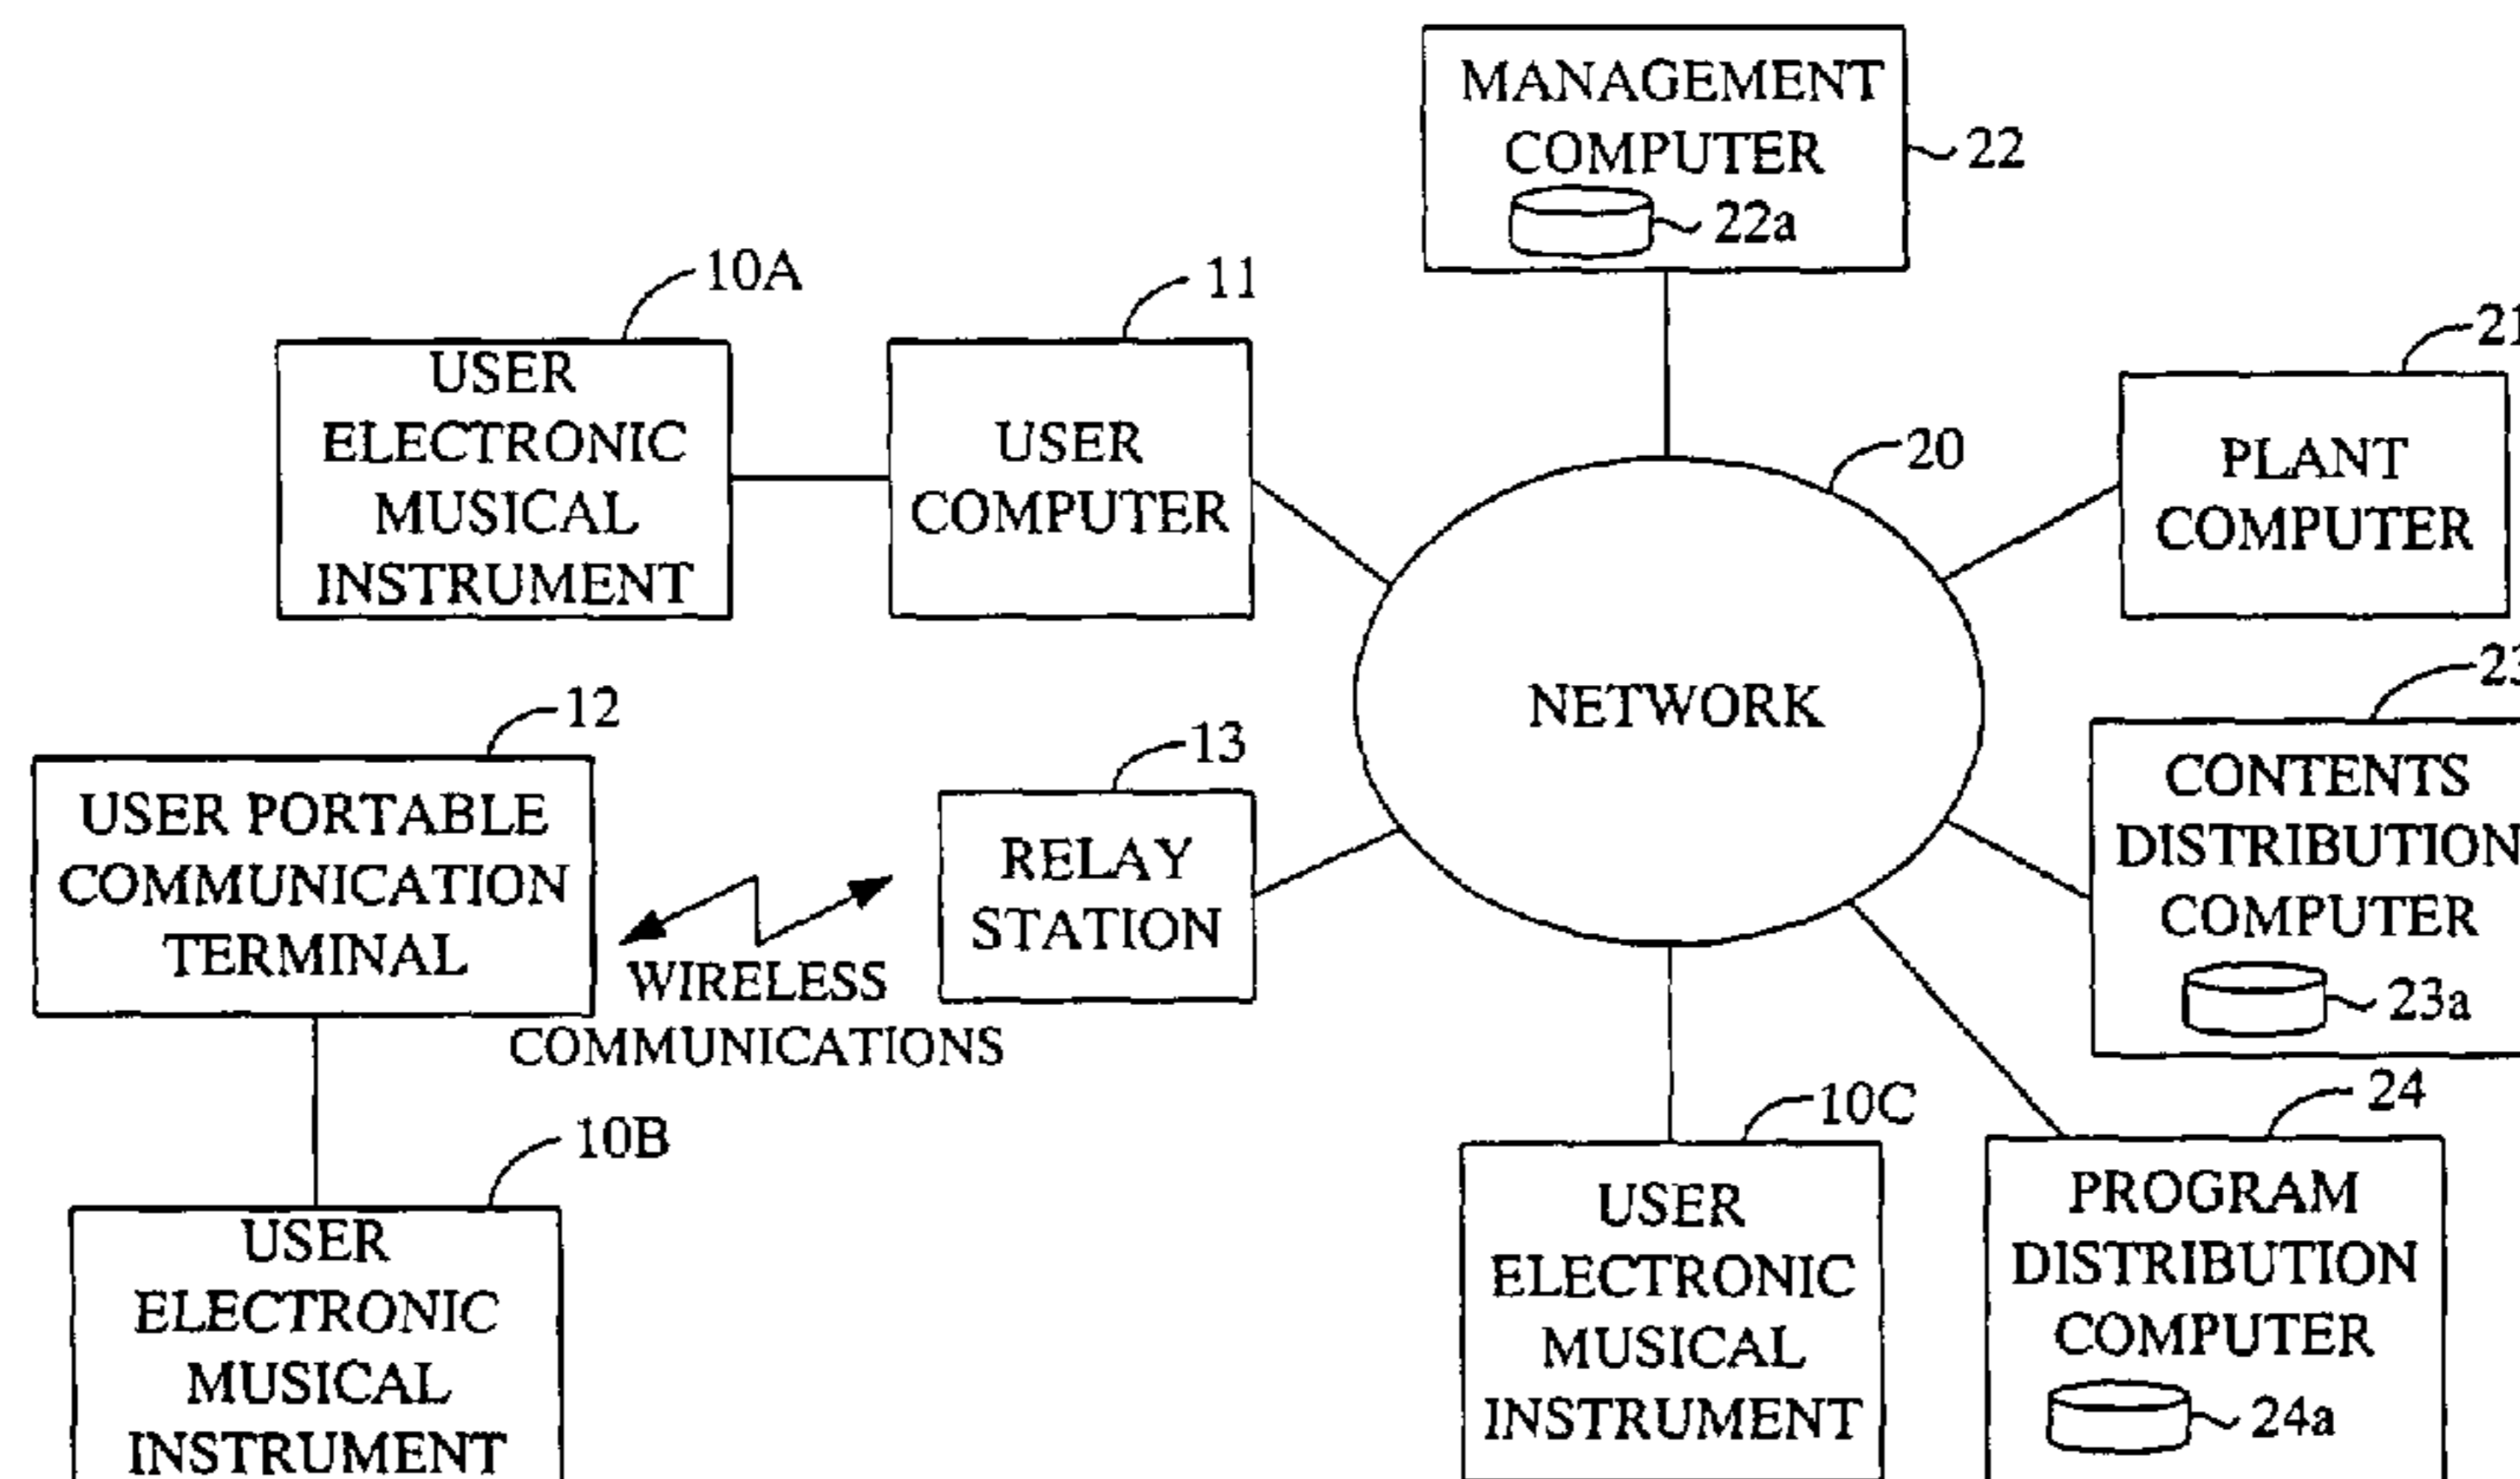 MANAGEMENT
COMPUTER
22
22a
10A
USER
ELECTRONIC
MUSICAL
INSTRUMENT
11
USER
COMPUTER
20
NETWORK
21
PLANT
COMPUTER
12
USER PORTABLE
COMMUNICATION
TERMINAL
WIRELESS
COMMUNICATIONS
13
RELAY
STATION
23
CONTENTS
DISTRIBUTION
COMPUTER
23a
10B
USER
ELECTRONIC
MUSICAL
INSTRUMENT
10C
USER
ELECTRONIC
MUSICAL
INSTRUMENT
24
PROGRAM
DISTRIBUTION
COMPUTER
24a